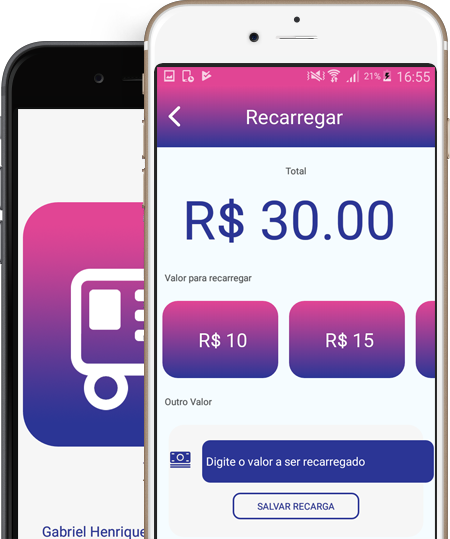 21% 16:55
Recarregar
Total
R$ 30.00
Valor para recarregar
R$ 10
R$ 15
Outro Valor
Digite o valor a ser recarregado
SALVAR RECARGA
Gabriel Henrique